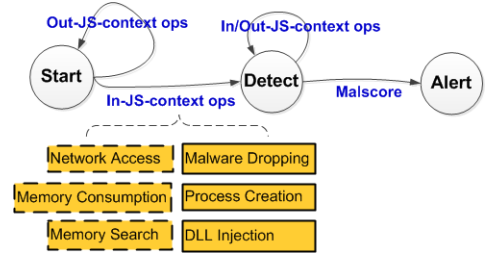 Out-JS-context ops
In/Out-JS-context ops
Start
Detect
Alert
In-JS-context ops
Malscore
Network Access
Malware Dropping
Memory Consumption
Process Creation
Memory Search
DLL Injection